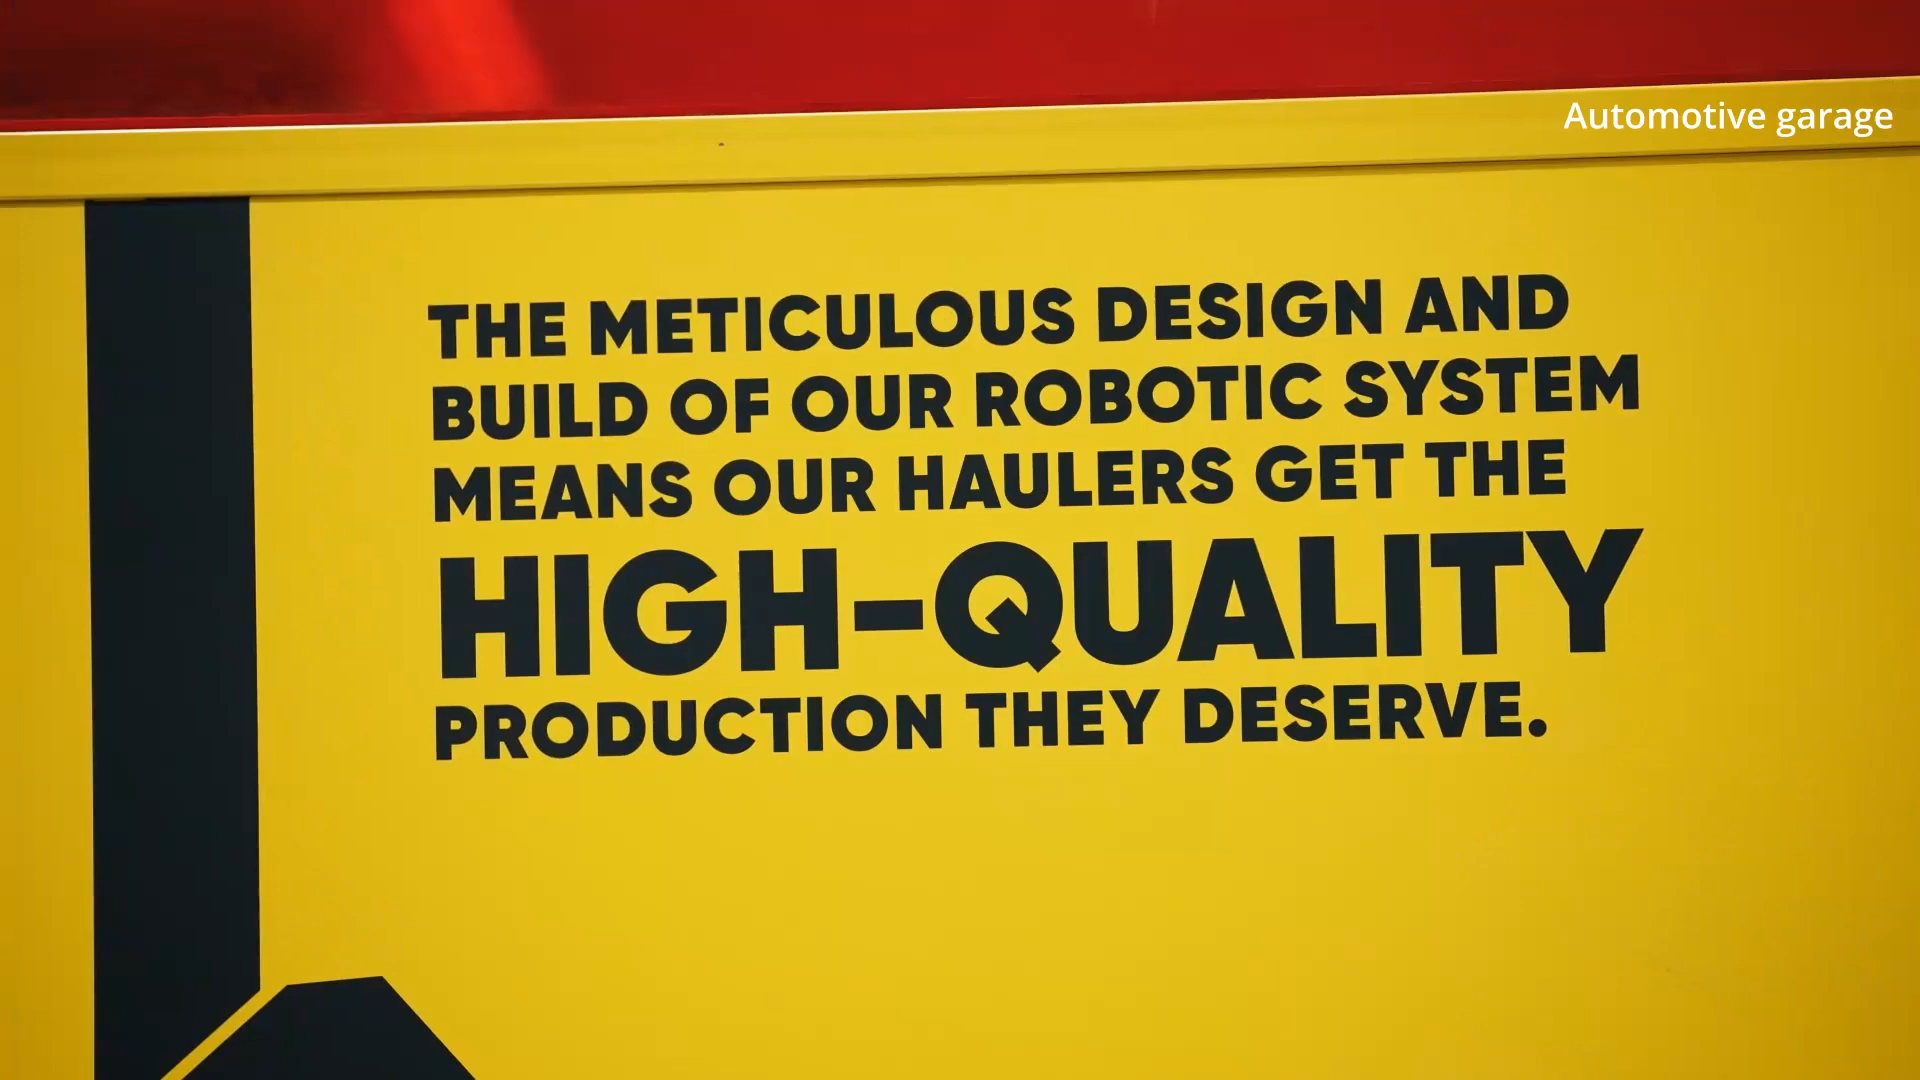 Automotive garage
THE METICULOUS DESIGN AND
BUILD OF OUR ROBOTIC SYSTEM
MEANS OUR HAULERS GET THE
HIGH-QUALITY
PRODUCTION THEY DESERVE.